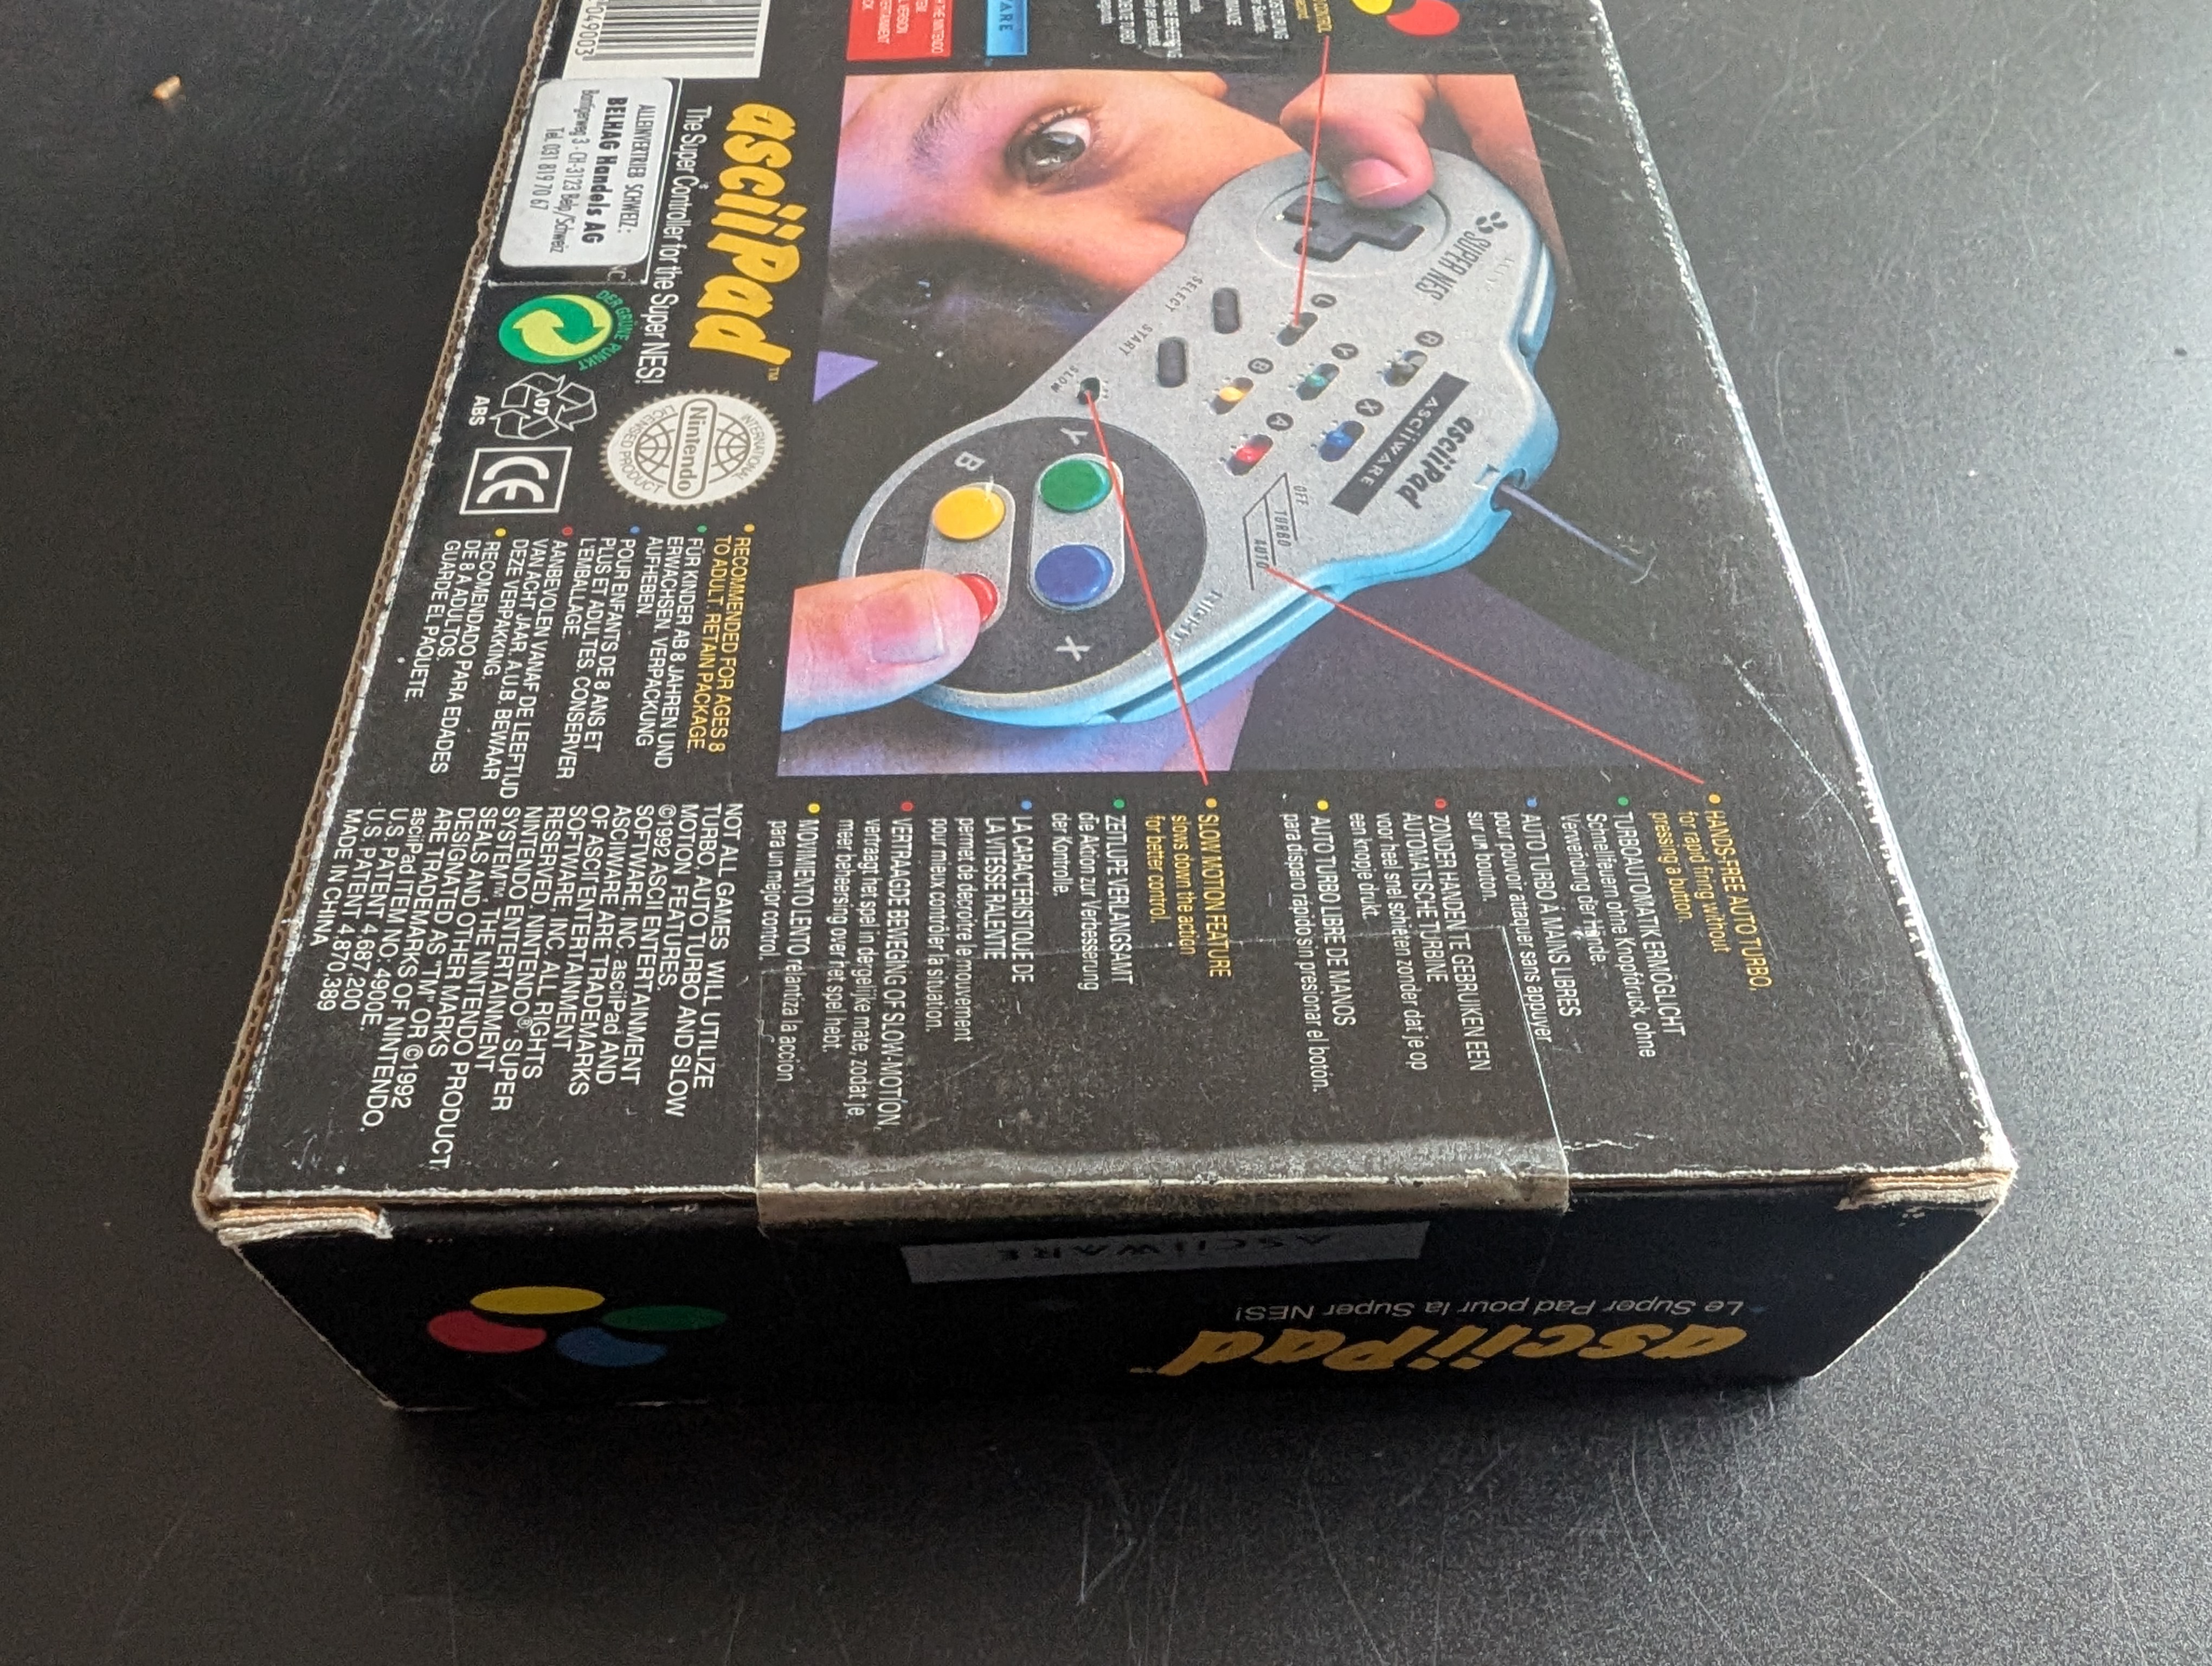 049003
ALLEINVERTRIEB SCHWEIZ:
BELHAG Handels AG
CH-3123 Belp/Schweiz
Tel. 031 819 70 67
asciiPad™
The Super Controller for the Super NES!
DER GRÜNE PUNKT
07
ABS
CE
INTERNATIONAL
Nintendo
LICENSED PRODUCT
SUPER NES
SELECT
START
SLOW
L
R
Y
X
B
A
asciiPad
ASCIIWARE
OFF
TURBO
AUTO
Y
B
X
• HANDS-FREE AUTO TURBO,
for rapid firing without
pressing a button.
• TURBOAUTOMATIK ERMÖGLICHT
Schnellfeuern ohne Knopfdruck, ohne
Verwendung der Hände.
• AUTO TURBO À MAINS LIBRES
pour pouvoir attaquer sans appuyer
sur un bouton.
• ZONDER HANDEN TE GEBRUIKEN EEN
AUTOMATISCHE TURBINE
voor heel snel schieten zonder dat je op
een knopje drukt.
• AUTO TURBO LIBRE DE MANOS
para disparo rápido sin presionar el botón.
• SLOW MOTION FEATURE
slows down the action
for better control.
• ZEITLUPE VERLANGSAMT
die Aktion zur Verbesserung
der Kontrolle.
• LA CARACTERISTIQUE DE
LA VITESSE RALENTIE
permet de decroitre le mouvement
pour mieux contrôler la situation.
• VERTRAAGDE BEWEGING OF SLOW-MOTION
vertraagt het spel in dergelijke mate, zodat je
meer beheersing over het spel hebt.
• MOVIMIENTO LENTO relantiza la accion
para un mejor control.
• RECOMMENDED FOR AGES 8
TO ADULT. RETAIN PACKAGE.
• FÜR KINDER AB 8 JAHREN UND
ERWACHSEN. VERPACKUNG
AUFHEBEN.
• POUR ENFANTS DE 8 ANS ET
PLUS ET ADULTES. CONSERVER
L'EMBALLAGE.
• AANBEVOLEN VANAF DE LEEFTIJD
VAN ACHT JAAR. A.U.B. BEWAAR
DEZE VERPAKKING.
• RECOMENDADO PARA EDADES
DE 8 A ADULTOS.
GUARDE EL PAQUETE.
NOT ALL GAMES WILL UTILIZE
TURBO, AUTO TURBO AND SLOW
MOTION FEATURES.
©1992 ASCII ENTERTAINMENT
SOFTWARE, INC. asciiPad AND
ASCIIWARE ARE TRADEMARKS
OF ASCII ENTERTAINMENT
SOFTWARE, INC. ALL RIGHTS
RESERVED. NINTENDO, SUPER
NINTENDO ENTERTAINMENT
SYSTEM™, THE NINTENDO PRODUCT
SEALS AND OTHER MARKS
DESIGNATED AS "TM" OR ©1992
ARE TRADEMARKS OF NINTENDO.
asciiPad ITEM NO. 4900E
U.S. PATENT 4,687,200
U.S. PATENT 4,870,389
MADE IN CHINA
ASCIIWARE
Le Super Pad pour la Super NES!
asciiPad™